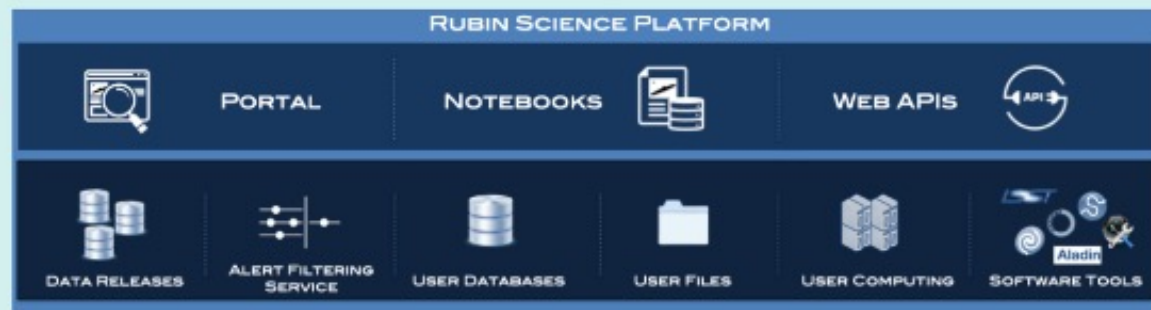 RUBIN SCIENCE PLATFORM
PORTAL
NOTEBOOKS
WEB APIS
API
DATA RELEASES
ALERT FILTERING
SERVICE
USER DATABASES
USER FILES
USER COMPUTING
LSST
Aladin
SOFTWARE TOOLS